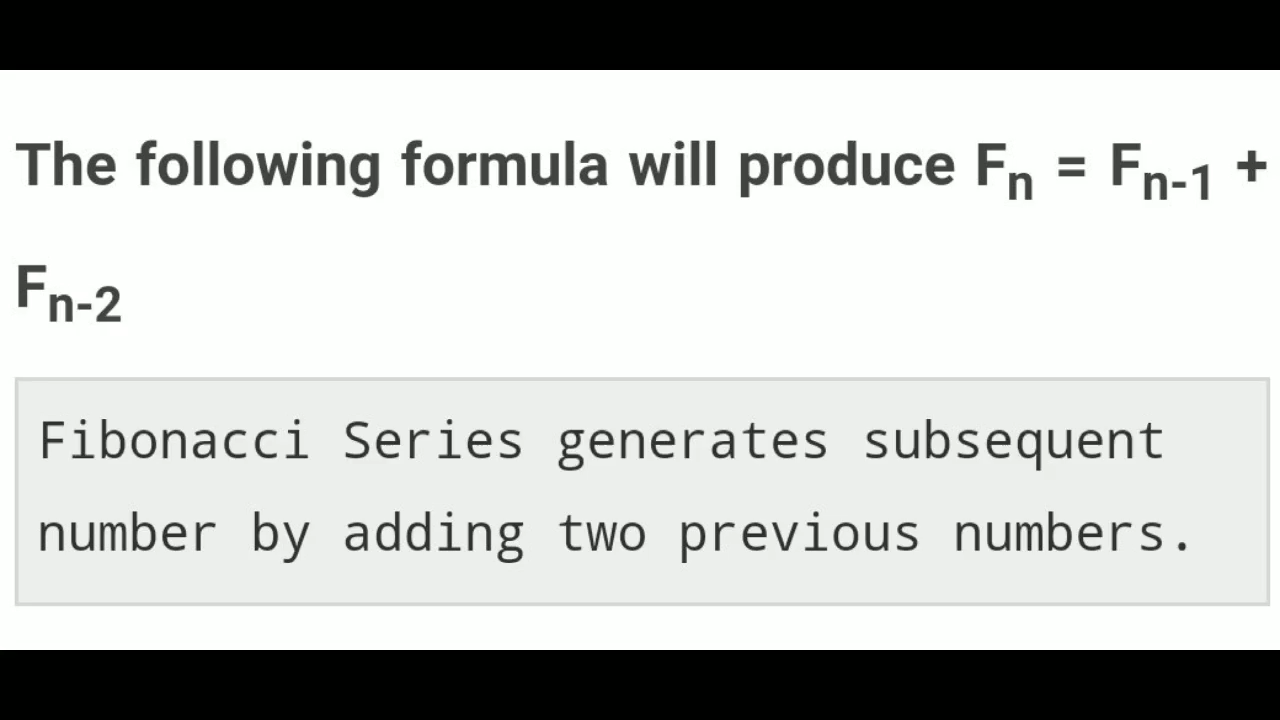 The following formula will produce Fₙ = Fₙ₋₁ +
Fₙ₋₂
Fibonacci Series generates subsequent
number by adding two previous numbers.